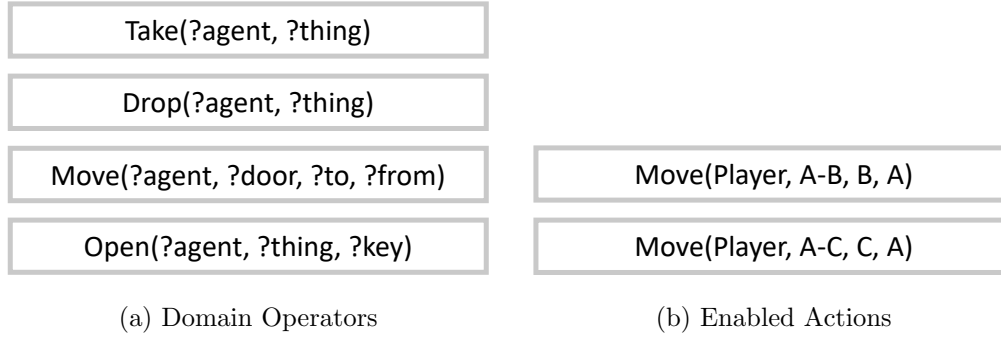 Take(?agent, ?thing)
Drop(?agent, ?thing)
Move(?agent, ?door, ?to, ?from)
Open(?agent, ?thing, ?key)
(a) Domain Operators
Move(Player, A-B, B, A)
Move(Player, A-C, C, A)
(b) Enabled Actions